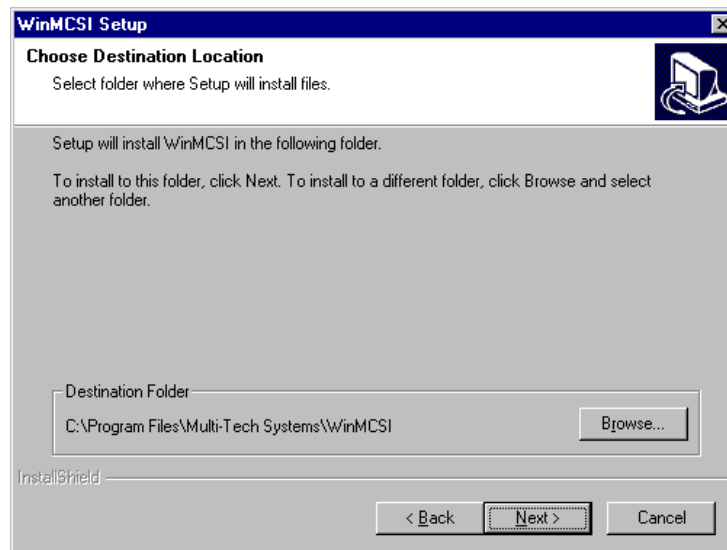 WinMCSI Setup
Choose Destination Location
Select folder where Setup will install files.
Setup will install WinMCSI in the following folder.
To install to this folder, click Next. To install to a different folder, click Browse and select
another folder.
Destination Folder
C:\Program Files\Multi-Tech Systems\WinMCSI
Browse...
InstallShield
< Back
Next >
Cancel